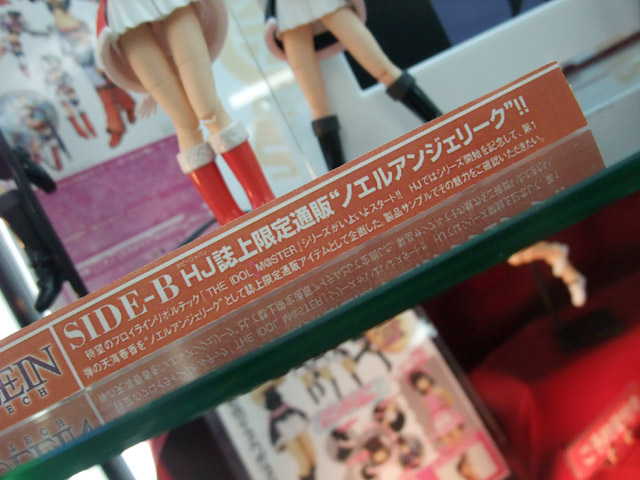 SIDE-B HJ誌上限定通販“ノエルアンジェリーク”!!
待望のフロイラインリボルテック「THE IDOLM@STER」シリーズがいよいよスタート!! HJではシリーズ開始を記念して、第1
弾の天海春香を“ノエルアンジェリーク”として誌上限定通販アイテムとして企画した。製品サンプルでその魅力をご確認いただきたい。
EIN
TECH